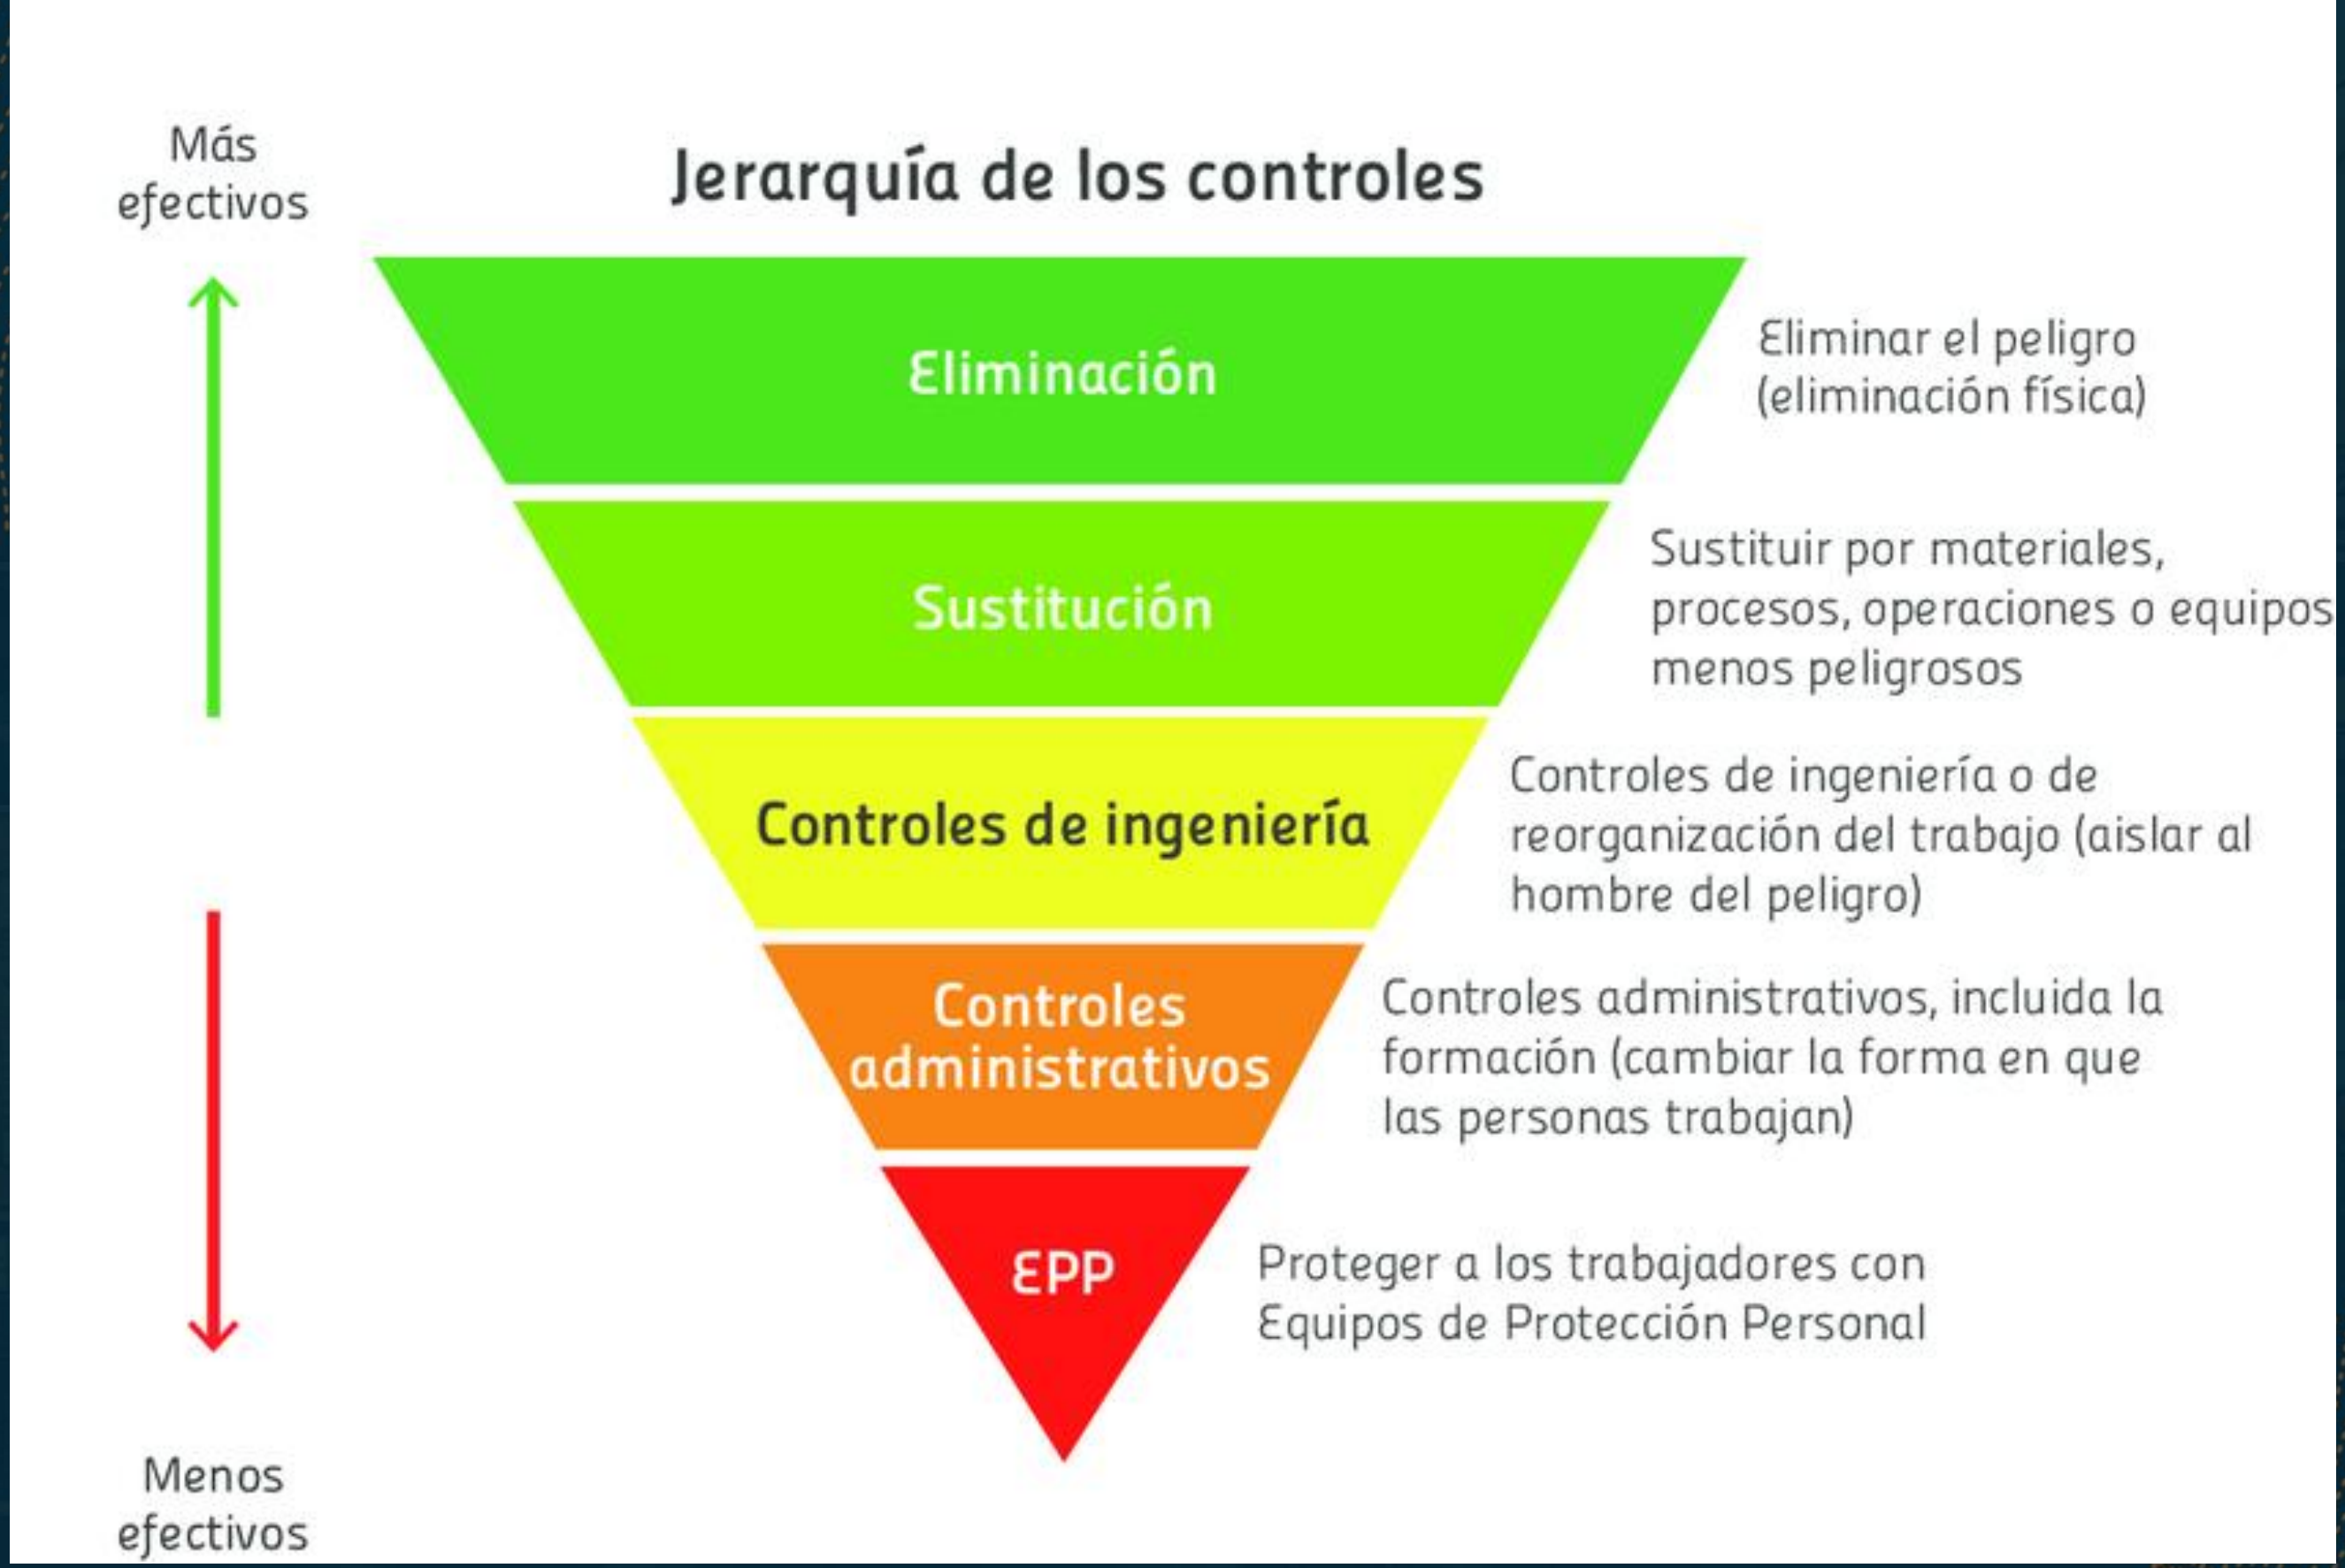 Más
efectivos
Jerarquía de los controles
Eliminación
Eliminar el peligro
(eliminación física)
Sustitución
Sustituir por materiales,
procesos, operaciones o equipos
menos peligrosos
Controles de ingeniería
Controles de ingeniería o de
reorganización del trabajo (aislar al
hombre del peligro)
Controles
administrativos
Controles administrativos, incluida la
formación (cambiar la forma en que
las personas trabajan)
EPP
Proteger a los trabajadores con
Equipos de Protección Personal
Menos
efectivos